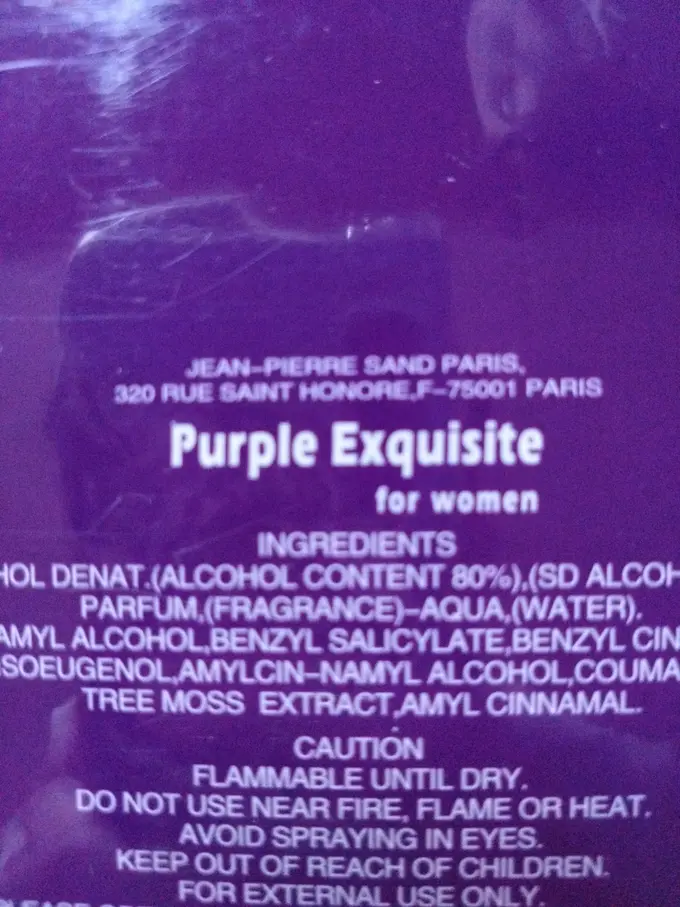 JEAN-PIERRE SAND PARIS,
320 RUE SAINT HONORE,F-75001 PARIS
Purple Exquisite
for women
INGREDIENTS
HOL DENAT.(ALCOHOL CONTENT 80%),(SD ALCOH
PARFUM,(FRAGRANCE)-AQUA,(WATER).
AMYL ALCOHOL,BENZYL SALICYLATE,BENZYL CIN
SOEUGENOL,AMYLCIN-NAMYL ALCOHOL,COUMA
TREE MOSS EXTRACT,AMYL CINNAMAL.
CAUTION
FLAMMABLE UNTIL DRY.
DO NOT USE NEAR FIRE, FLAME OR HEAT.
AVOID SPRAYING IN EYES.
KEEP OUT OF REACH OF CHILDREN.
FOR EXTERNAL USE ONLY.